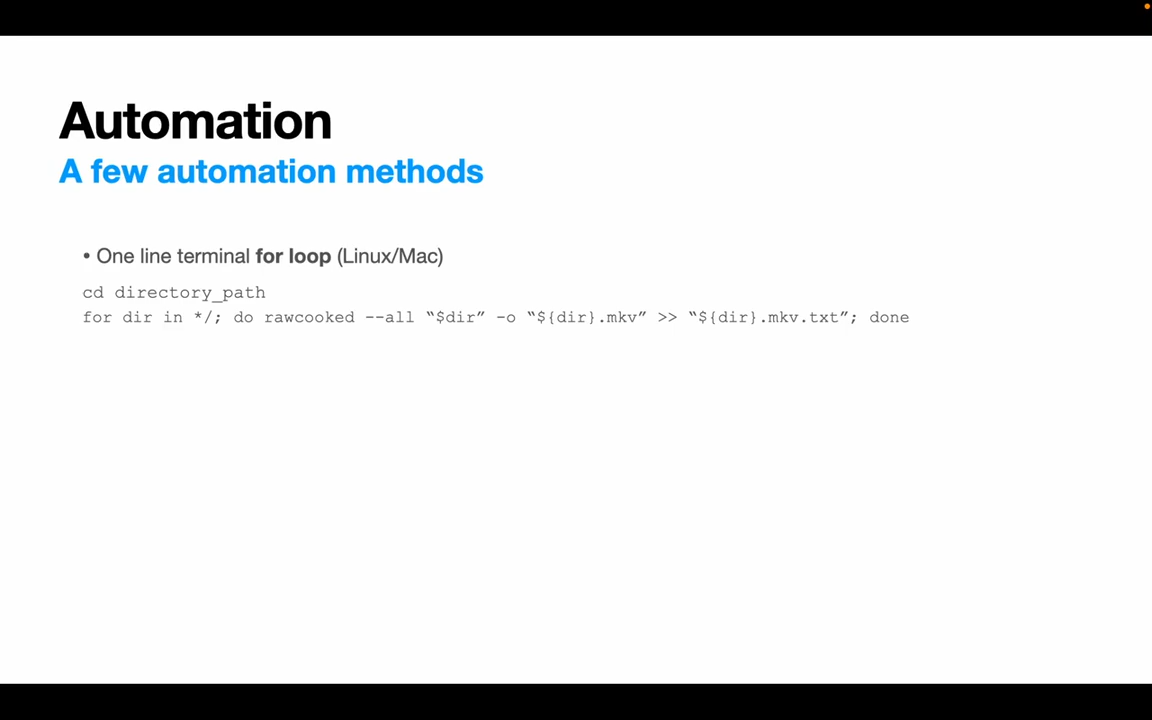 Automation
A few automation methods
• One line terminal for loop (Linux/Mac)
cd directory_path
for dir in */; do rawcooked --all “$dir” -o “${dir}.mkv” >> “${dir}.mkv.txt”; done